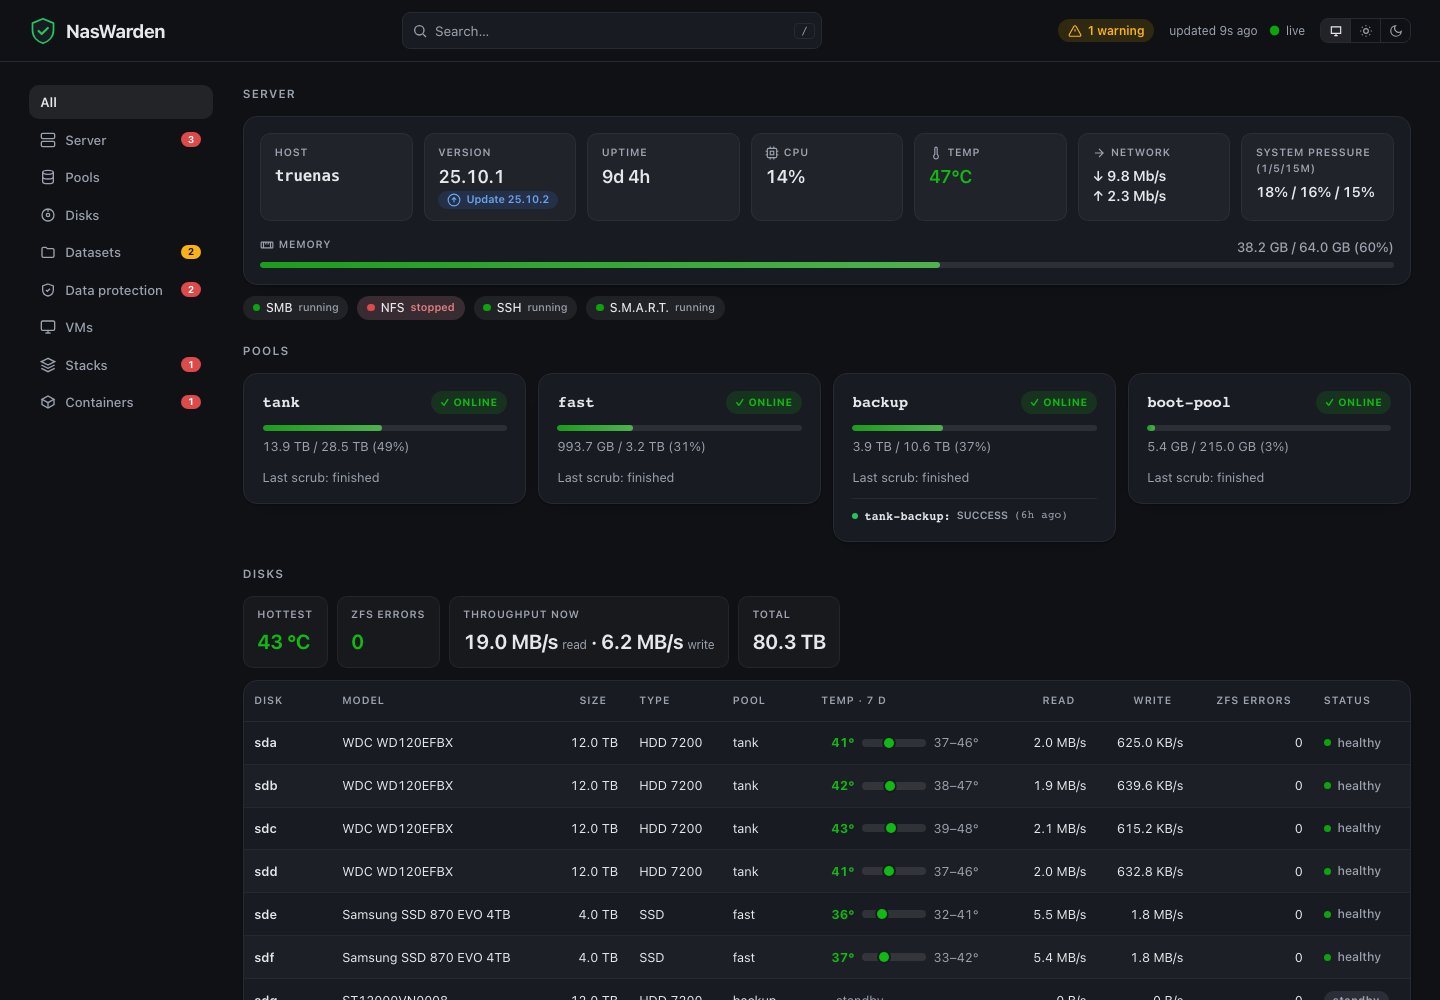 NasWarden
Search...
/
1 warning
updated 9s ago
live
All
Server 3
Pools
Disks
Datasets 2
Data protection 2
VMs
Stacks 1
Containers 1
SERVER
HOST
truenas
VERSION
25.10.1
Update 25.10.2
UPTIME
9d 4h
CPU
14%
TEMP
47°C
NETWORK
↓ 9.8 Mb/s
↑ 2.3 Mb/s
SYSTEM PRESSURE
(1/5/15M)
18% / 16% / 15%
MEMORY
38.2 GB / 64.0 GB (60%)
SMB running
NFS stopped
SSH running
S.M.A.R.T. running
POOLS
tank
ONLINE
13.9 TB / 28.5 TB (49%)
Last scrub: finished
fast
ONLINE
993.7 GB / 3.2 TB (31%)
Last scrub: finished
backup
ONLINE
3.9 TB / 10.6 TB (37%)
Last scrub: finished
tank-backup: SUCCESS (6h ago)
boot-pool
ONLINE
5.4 GB / 215.0 GB (3%)
Last scrub: finished
DISKS
HOTTEST
43 °C
ZFS ERRORS
0
THROUGHPUT NOW
19.0 MB/s read · 6.2 MB/s write
TOTAL
80.3 TB
DISK MODEL SIZE TYPE POOL TEMP · 7 D READ WRITE ZFS ERRORS STATUS
sda WDC WD120EFBX 12.0 TB HDD 7200 tank 41° 37–46° 2.0 MB/s 625.0 KB/s 0 healthy
sdb WDC WD120EFBX 12.0 TB HDD 7200 tank 42° 38–47° 1.9 MB/s 639.6 KB/s 0 healthy
sdc WDC WD120EFBX 12.0 TB HDD 7200 tank 43° 39–48° 2.1 MB/s 615.2 KB/s 0 healthy
sdd WDC WD120EFBX 12.0 TB HDD 7200 tank 41° 37–46° 2.0 MB/s 632.8 KB/s 0 healthy
sde Samsung SSD 870 EVO 4TB 4.0 TB SSD fast 36° 32–41° 5.5 MB/s 1.8 MB/s 0 healthy
sdf Samsung SSD 870 EVO 4TB 4.0 TB SSD fast 37° 33–42° 5.4 MB/s 1.8 MB/s 0 healthy
sdg ST12000VN0008 12.0 TB HDD 7200 backup standby 0 B/s 0 B/s 0 standby